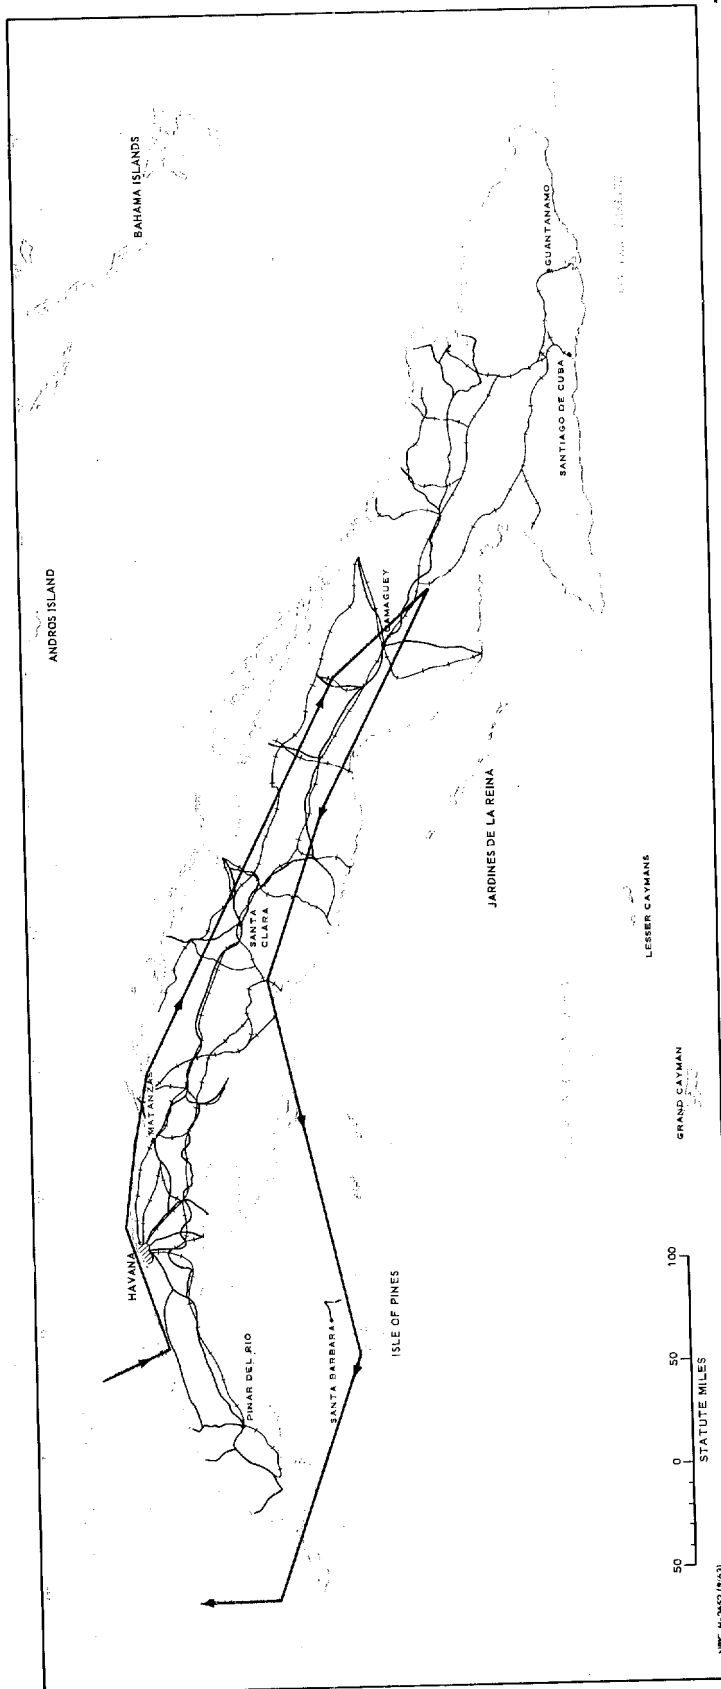 BAHAMA ISLANDS
ANDROS ISLAND
HAVANA
MATANZAS
SANTA
CLARA
CAMAGUEY
GUANTANAMO
SANTIAGO DE CUBA
PINAR DEL RIO
SANTA BARBARA
ISLE OF PINES
JARDINES DE LA REINA
LESSER CAYMANS
GRAND CAYMAN
50 0 50 100
STATUTE MILES